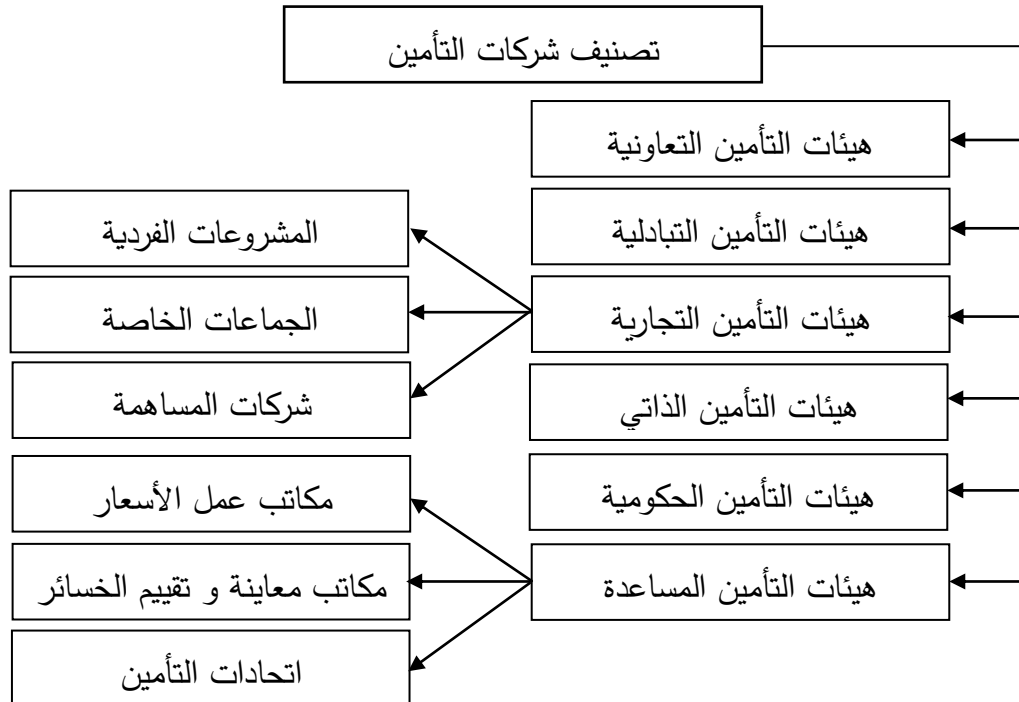 تصنيف شركات التأمين
هيئات التأمين التعاونية
هيئات التأمين التبادلية
هيئات التأمين التجارية
المشروعات الفردية
الجماعات الخاصة
شركات المساهمة
هيئات التأمين الذاتي
هيئات التأمين الحكومية
هيئات التأمين المساعدة
مكاتب عمل الأسعار
مكاتب معاينة و تقييم الخسائر
اتحادات التأمين